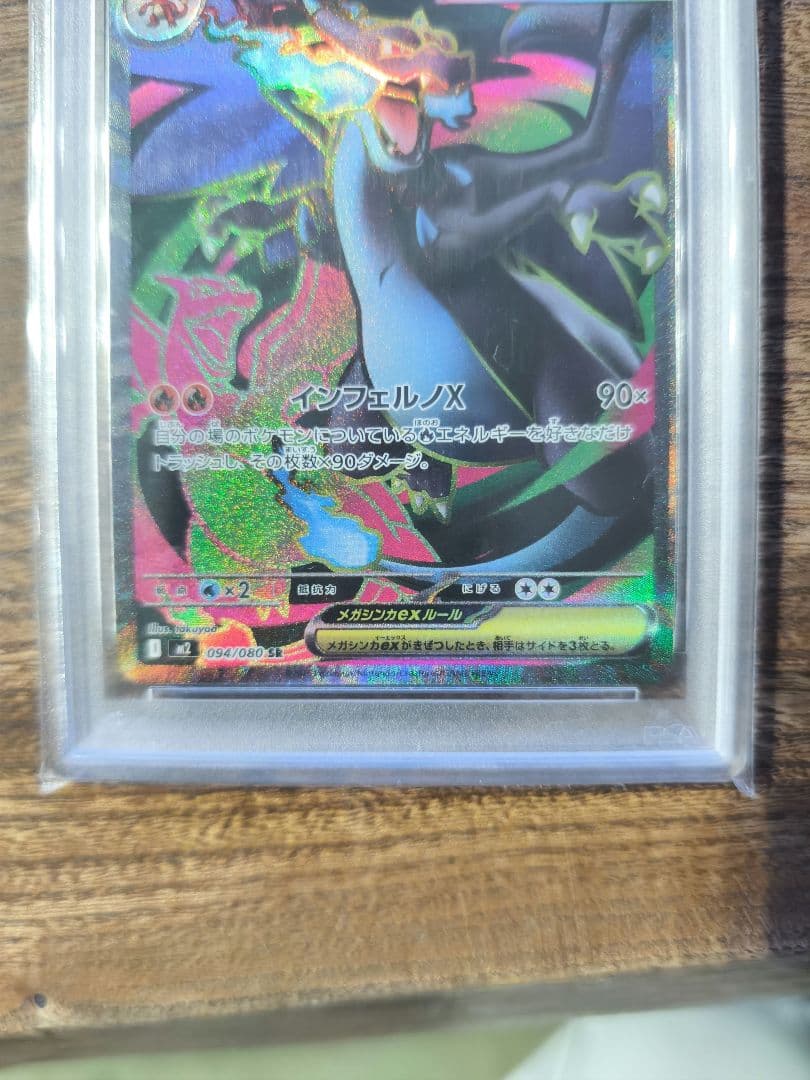 インフェルノX 90×
自分の場のポケモンについているエネルギーを好きなだけ
トラッシュし、その枚数×90ダメージ。
弱点 ×2 抵抗力 にげる
メガシンカexルール
メガシンカexがきぜつしたとき、相手はサイドを3枚とる。
illus. takuyoa
M2 094/080 SR